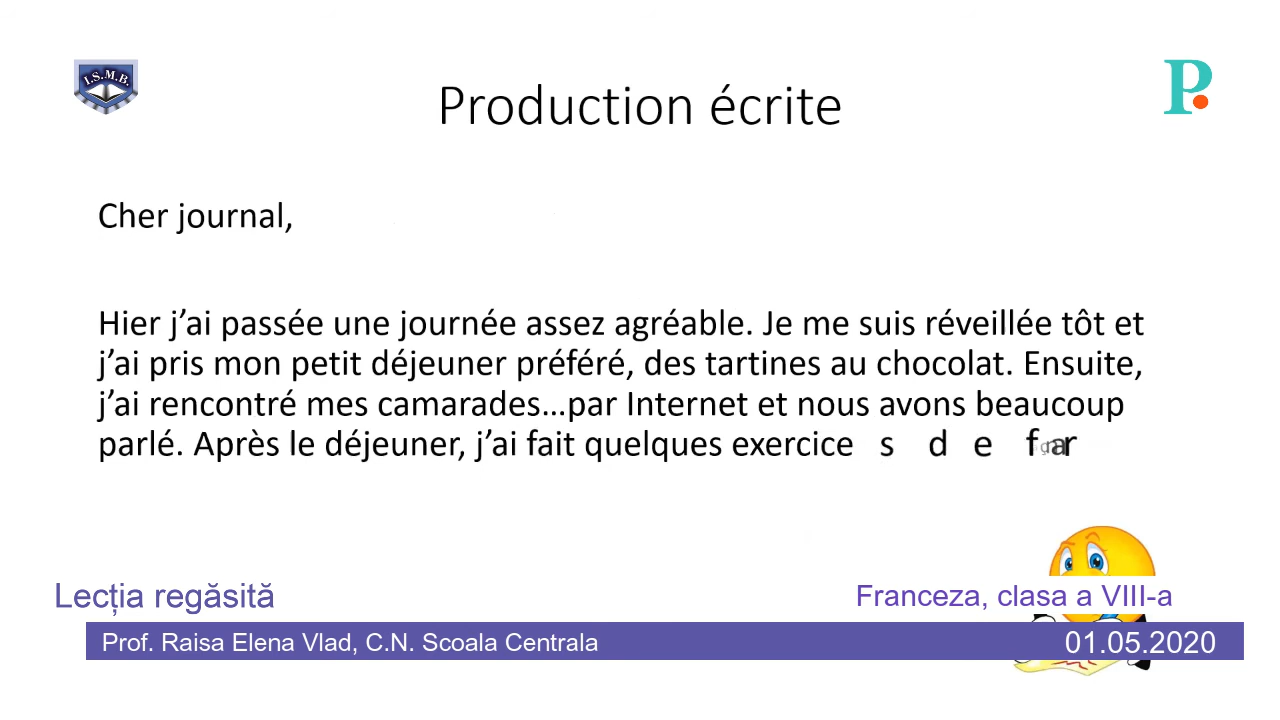 I.S.M.B.
P.
Production écrite
Cher journal,
Hier j’ai passée une journée assez agréable. Je me suis réveillée tôt et
j’ai pris mon petit déjeuner préféré, des tartines au chocolat. Ensuite,
j’ai rencontré mes camarades…par Internet et nous avons beaucoup
parlé. Après le déjeuner, j’ai fait quelques exercices de
Lecția regăsită
Franceza, clasa a VIII-a
Prof. Raisa Elena Vlad, C.N. Scoala Centrala
01.05.2020